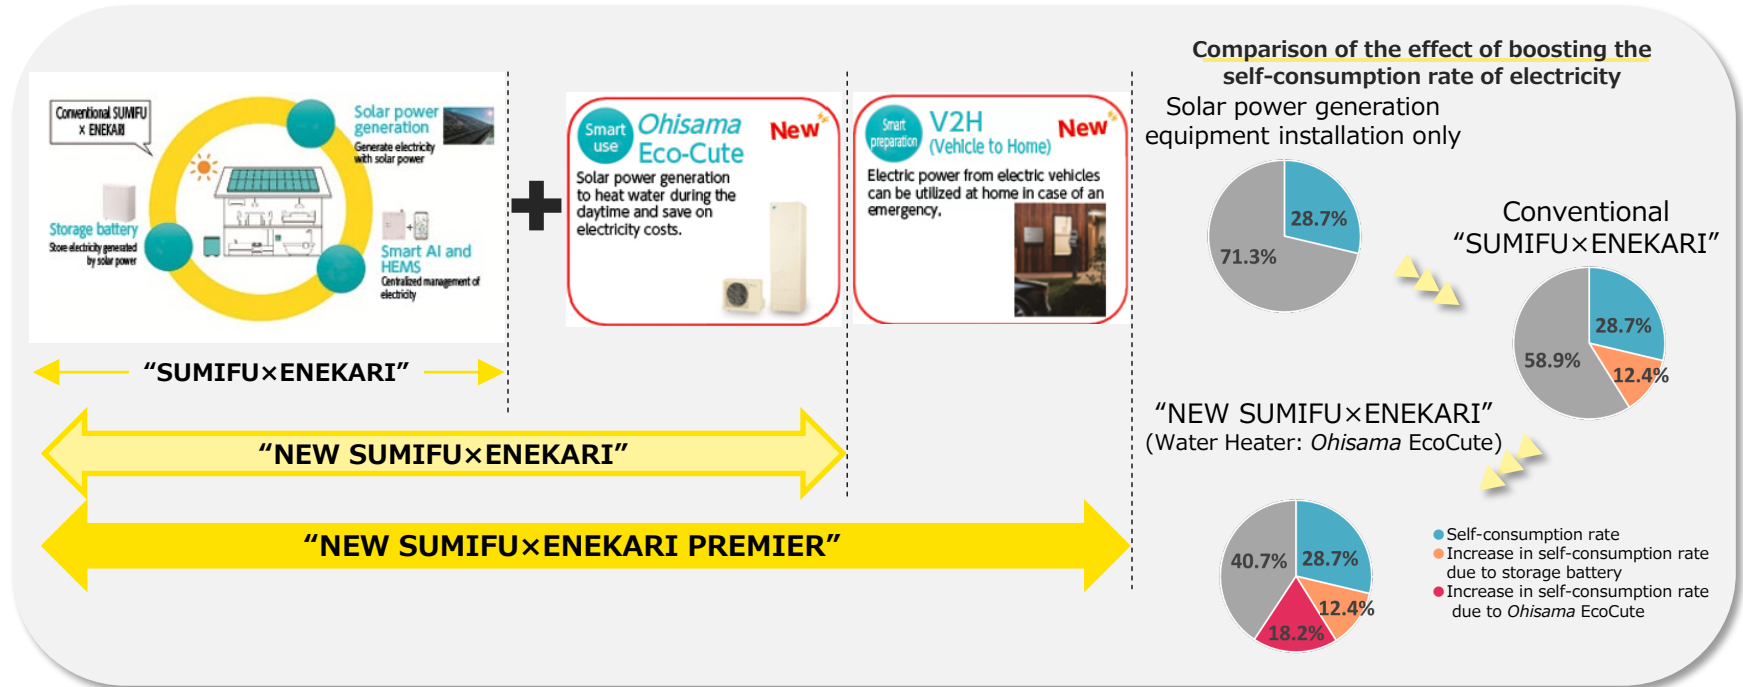 Conventional SUMIFU
× ENEKARI
Solar power
generation
Generate electricity
with solar power
Storage battery
Store electricity generated
by solar power
Smart AI and
HEMS
Centralized management of
electricity
Smart
use
Ohisama
Eco-Cute
New
Solar power generation
to heat water during the
daytime and save on
electricity costs.
Smart
preparation
V2H
(Vehicle to Home)
New
Electric power from electric vehicles
can be utilized at home in case of an
emergency,
“SUMIFU×ENEKARI”
“NEW SUMIFU×ENEKARI”
“NEW SUMIFU×ENEKARI PREMIER”
Comparison of the effect of boosting the
self-consumption rate of electricity
Solar power generation
equipment installation only
28.7%
71.3%
Conventional
“SUMIFU×ENEKARI”
28.7%
58.9%
12.4%
“NEW SUMIFU×ENEKARI”
(Water Heater: Ohisama EcoCute)
40.7%
28.7%
12.4%
18.2%
Self-consumption rate
Increase in self-consumption rate
due to storage battery
Increase in self-consumption rate
due to Ohisama EcoCute